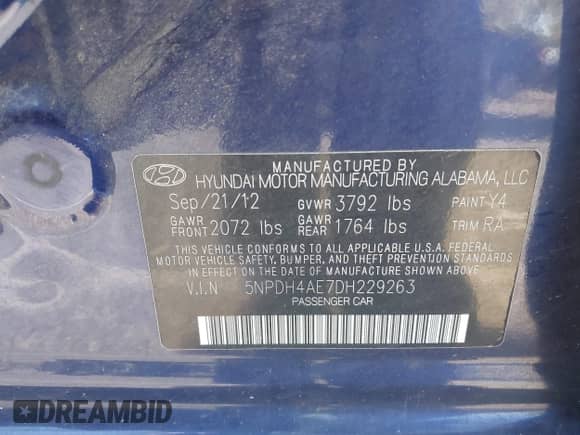 MANUFACTURED BY
HYUNDAI MOTOR MANUFACTURING ALABAMA, LLC
Sep/21/12 GVWR 3792 lbs PAINT Y4
GAWR FRONT 2072 lbs GAWR REAR 1764 lbs TRIM RA
THIS VEHICLE CONFORMS TO ALL APPLICABLE U.S.A. FEDERAL
MOTOR VEHICLE SAFETY, BUMPER, AND THEFT PREVENTION STANDARDS
IN EFFECT ON THE DATE OF MANUFACTURE SHOWN ABOVE.
V.I.N 5NPDH4AE7DH229263
PASSENGER CAR
DREAMBID